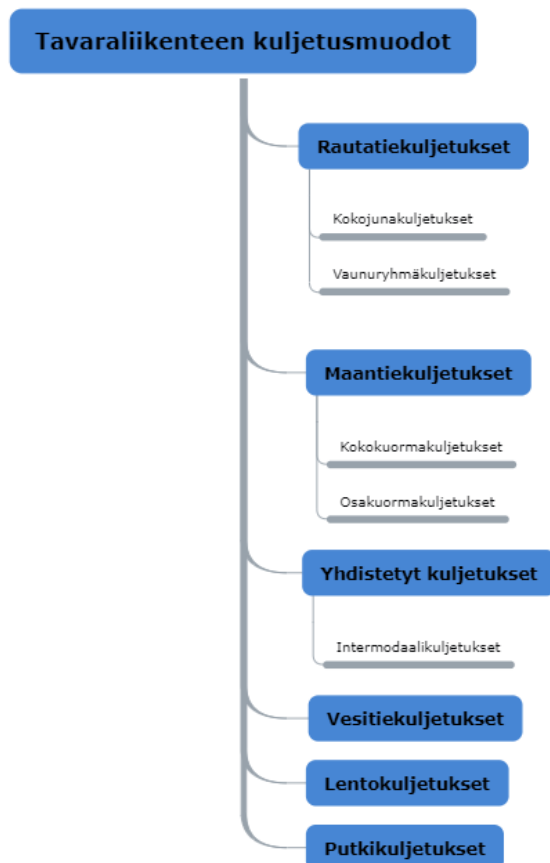 Tavaraliikenteen kuljetusmuodot
Rautatiekuljetukset
Kokojunakuljetukset
Vaunuryhmäkuljetukset
Maantiekuljetukset
Kokokuormakuljetukset
Osakuormakuljetukset
Yhdistetyt kuljetukset
Intermodaalikuljetukset
Vesitiekuljetukset
Lentokuljetukset
Putkikuljetukset